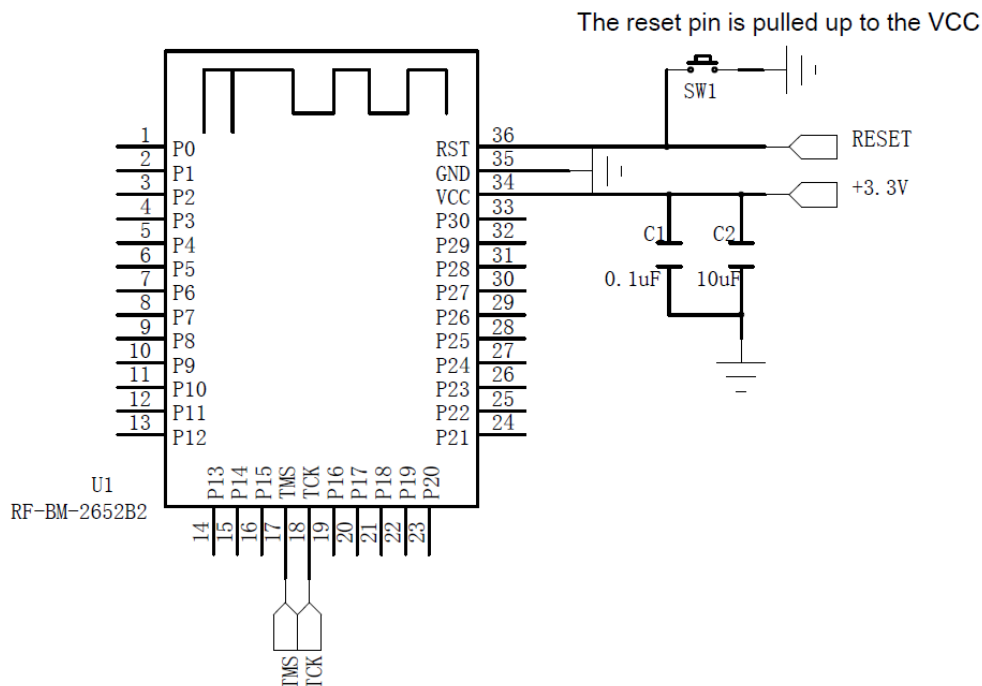 The reset pin is pulled up to the VCC
SW1
1 P0 RST 36 RESET
2 P1 GND 35
3 P2 VCC 34 +3.3V
4 P3 P30 33
5 P4 P29 32 C1 C2
6 P5 P28 31
7 P6 P27 30 0.1uF 10uF
8 P7 P26 29
9 P8 P25 28
10 P9 P24 27
11 P10 P23 26
12 P11 P22 25
13 P12 P21 24
P13 P14 P15 TMS TCK P16 P17 P18 P19 P20
U1
RF-BM-2652B2
14 15 16 17 18 19 20 21 22 23
TMS TCK